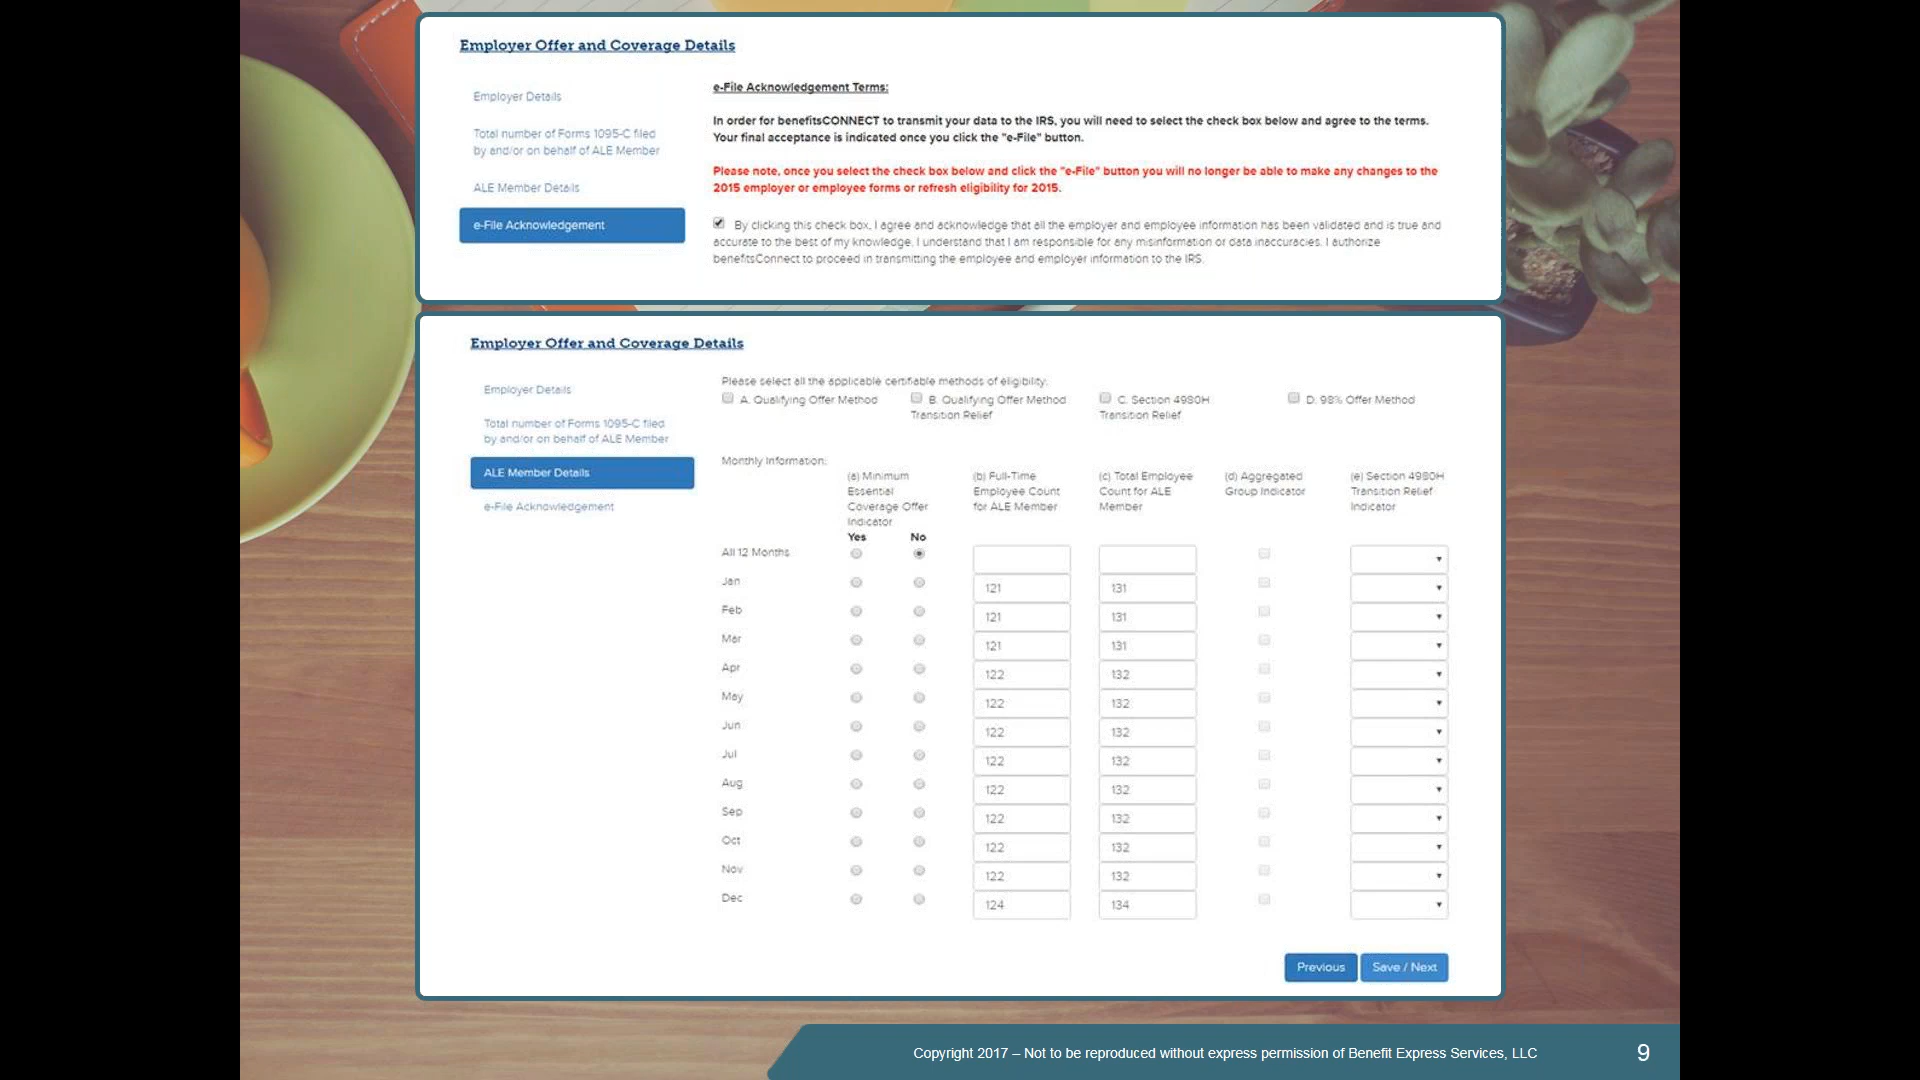 Employer Offer and Coverage Details
Employer Details
Total number of Forms 1095-C filed
by and/or on behalf of ALE Member
ALE Member Details
e-File Acknowledgement
e-File Acknowledgement Terms:
In order for benefitsCONNECT to transmit your data to the IRS, you will need to select the check box below and agree to the terms.
Your final acceptance is indicated once you click the "e-File" button.
Please note, once you select the check box below and click the "e-File" button you will no longer be able to make any changes to the
2015 employer or employee forms or refresh eligibility for 2015.
By clicking this check box, I agree and acknowledge that all the employer and employee information has been validated and is true and
accurate to the best of my knowledge. I understand that I am responsible for any misinformation or data inaccuracies. I authorize
benefitsConnect to proceed in transmitting the employee and employer information to the IRS.
Employer Offer and Coverage Details
Employer Details
Total number of Forms 1095-C filed
by and/or on behalf of ALE Member
ALE Member Details
e-File Acknowledgement
Please select all the applicable certifiable methods of eligibility.
A. Qualifying Offer Method
B. Qualifying Offer Method
Transition Relief
C. Section 4980H
Transition Relief
D. 98% Offer Method
Monthly Information:
(a) Minimum
Essential
Coverage Offer
Indicator
Yes No
(b) Full-Time
Employee Count
for ALE Member
(c) Total Employee
Count for ALE
Member
(d) Aggregated
Group Indicator
(e) Section 4980H
Transition Relief
Indicator
All 12 Months
Jan 121 131
Feb 121 131
Mar 121 131
Apr 122 132
May 122 132
Jun 122 132
Jul 122 132
Aug 122 132
Sep 122 132
Oct 122 132
Nov 122 132
Dec 124 134
Previous Save / Next
Copyright 2017 – Not to be reproduced without express permission of Benefit Express Services, LLC
9